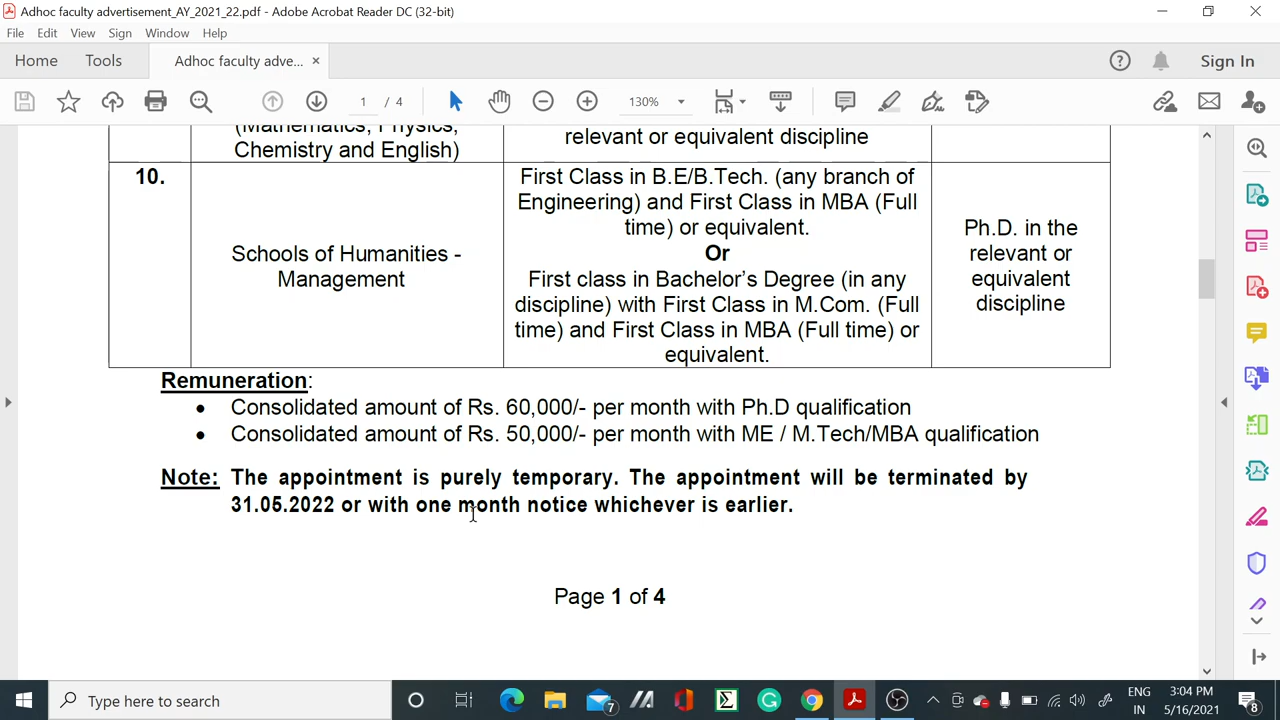 Adhoc faculty advertisement_AY_2021_22.pdf - Adobe Acrobat Reader DC (32-bit)
File Edit View Sign Window Help
Home Tools Adhoc faculty adve... × Sign In
1 / 4 130%
(Mathematics, Physics,
Chemistry and English)
relevant or equivalent discipline
10.
Schools of Humanities -
Management
First Class in B.E/B.Tech. (any branch of
Engineering) and First Class in MBA (Full
time) or equivalent.
Or
First class in Bachelor's Degree (in any
discipline) with First Class in M.Com. (Full
time) and First Class in MBA (Full time) or
equivalent.
Ph.D. in the
relevant or
equivalent
discipline
Remuneration:
• Consolidated amount of Rs. 60,000/- per month with Ph.D qualification
• Consolidated amount of Rs. 50,000/- per month with ME / M.Tech/MBA qualification
Note: The appointment is purely temporary. The appointment will be terminated by
31.05.2022 or with one month notice whichever is earlier.
Page 1 of 4
Type here to search
7
ENG
IN
3:04 PM
5/16/2021
8